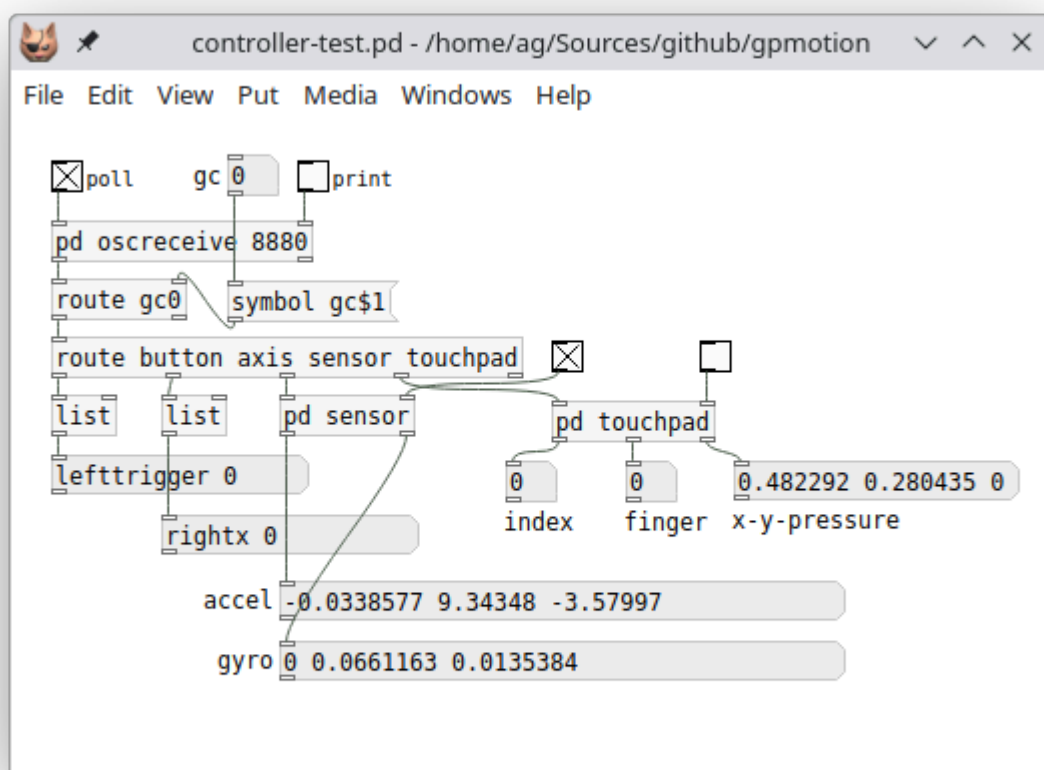 controller-test.pd - /home/ag/Sources/github/gpmotion
File Edit View Put Media Windows Help
poll gc 0 print
pd oscreceive 8880
route gc0 symbol gc$1
route button axis sensor touchpad
list list pd sensor pd touchpad
lefttrigger 0 0 0 0.482292 0.280435 0
index finger x-y-pressure
rightx 0
accel -0.0338577 9.34348 -3.57997
gyro 0 0.0661163 0.0135384